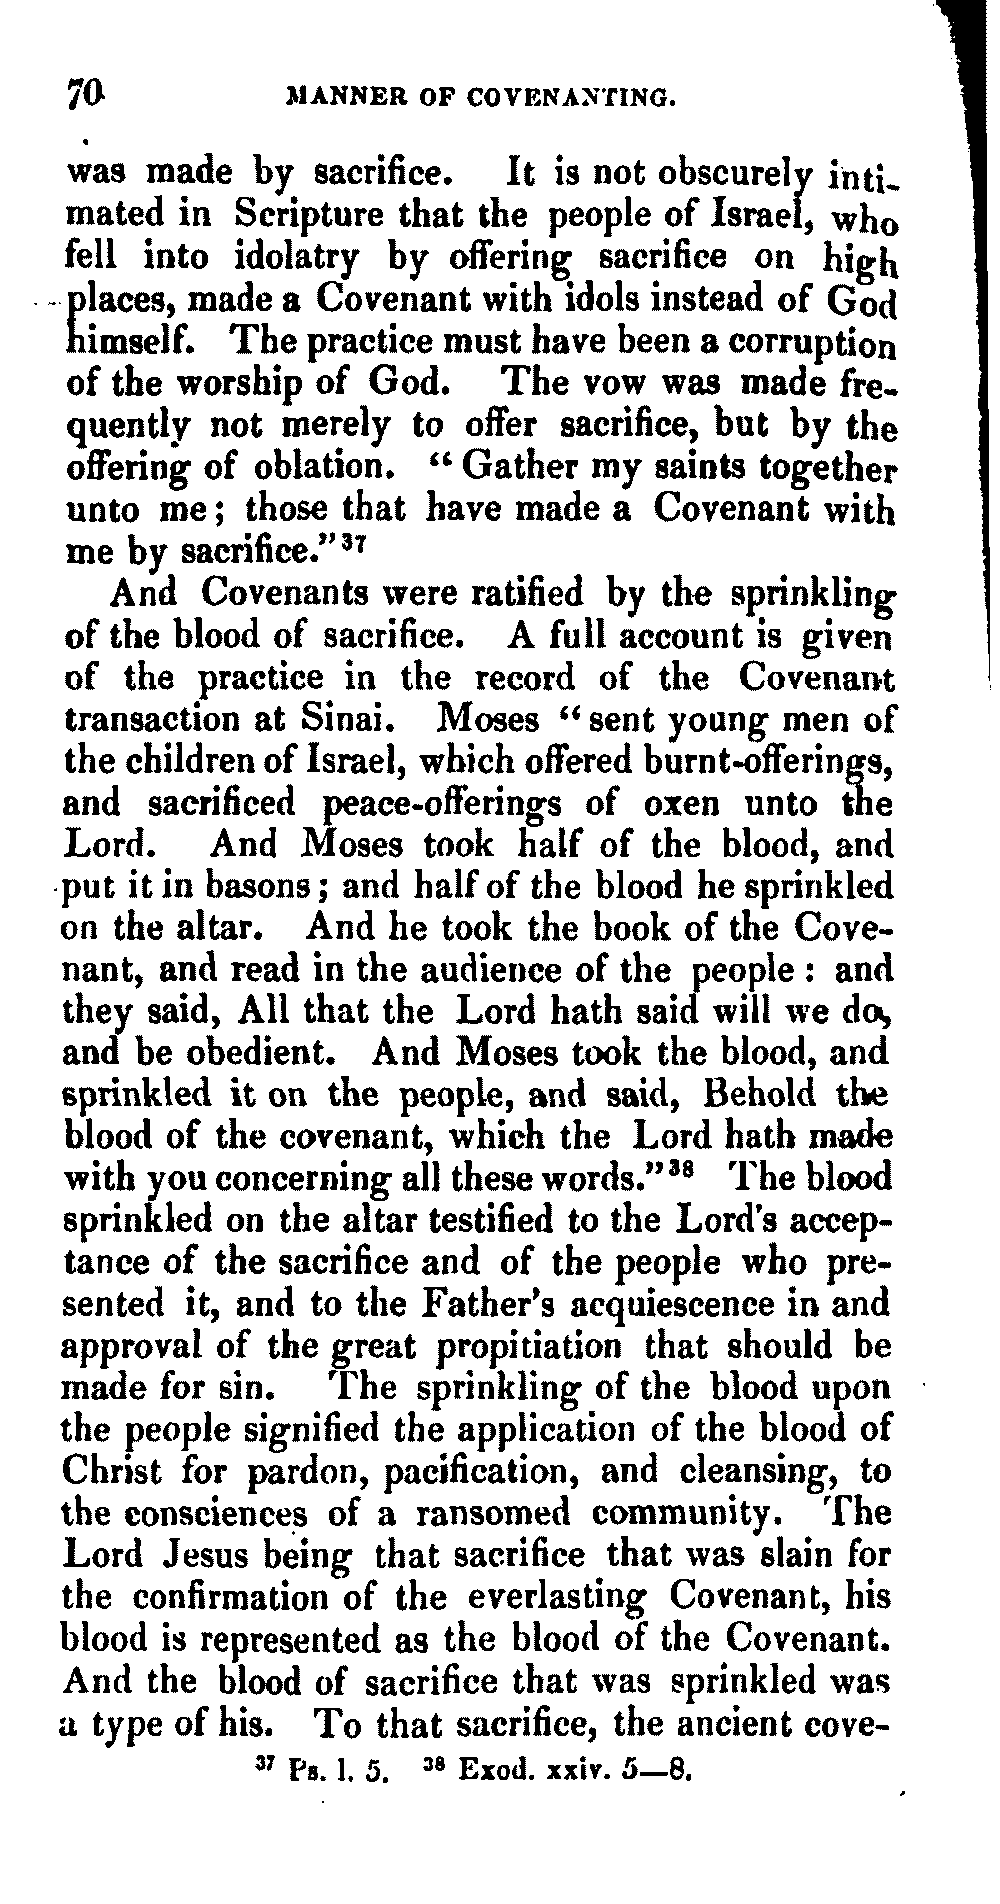 70 MANNER OF COVENANTING.
was made by sacrifice. It is not obscurely inti-
mated in Scripture that the people of Israel, who
fell into idolatry by offering sacrifice on high
places, made a Covenant with idols instead of God
himself. The practice must have been a corruption
of the worship of God. The vow was made fre-
quently not merely to offer sacrifice, but by the
offering of oblation. “Gather my saints together
unto me; those that have made a Covenant with
me by sacrifice.”³⁷
And Covenants were ratified by the sprinkling
of the blood of sacrifice. A full account is given
of the practice in the record of the Covenant
transaction at Sinai. Moses “sent young men of
the children of Israel, which offered burnt-offerings,
and sacrificed peace-offerings of oxen unto the
Lord. And Moses took half of the blood, and
put it in basons; and half of the blood he sprinkled
on the altar. And he took the book of the Cove-
nant, and read in the audience of the people: and
they said, All that the Lord hath said will we do,
and be obedient. And Moses took the blood, and
sprinkled it on the people, and said, Behold the
blood of the covenant, which the Lord hath made
with you concerning all these words.”³⁸ The blood
sprinkled on the altar testified to the Lord's accep-
tance of the sacrifice and of the people who pre-
sented it, and to the Father's acquiescence in and
approval of the great propitiation that should be
made for sin. The sprinkling of the blood upon
the people signified the application of the blood of
Christ for pardon, pacification, and cleansing, to
the consciences of a ransomed community. The
Lord Jesus being that sacrifice that was slain for
the confirmation of the everlasting Covenant, his
blood is represented as the blood of the Covenant.
And the blood of sacrifice that was sprinkled was
a type of his. To that sacrifice, the ancient cove-
³⁷ Ps. l. 5. ³⁸ Exod. xxiv. 5—8.